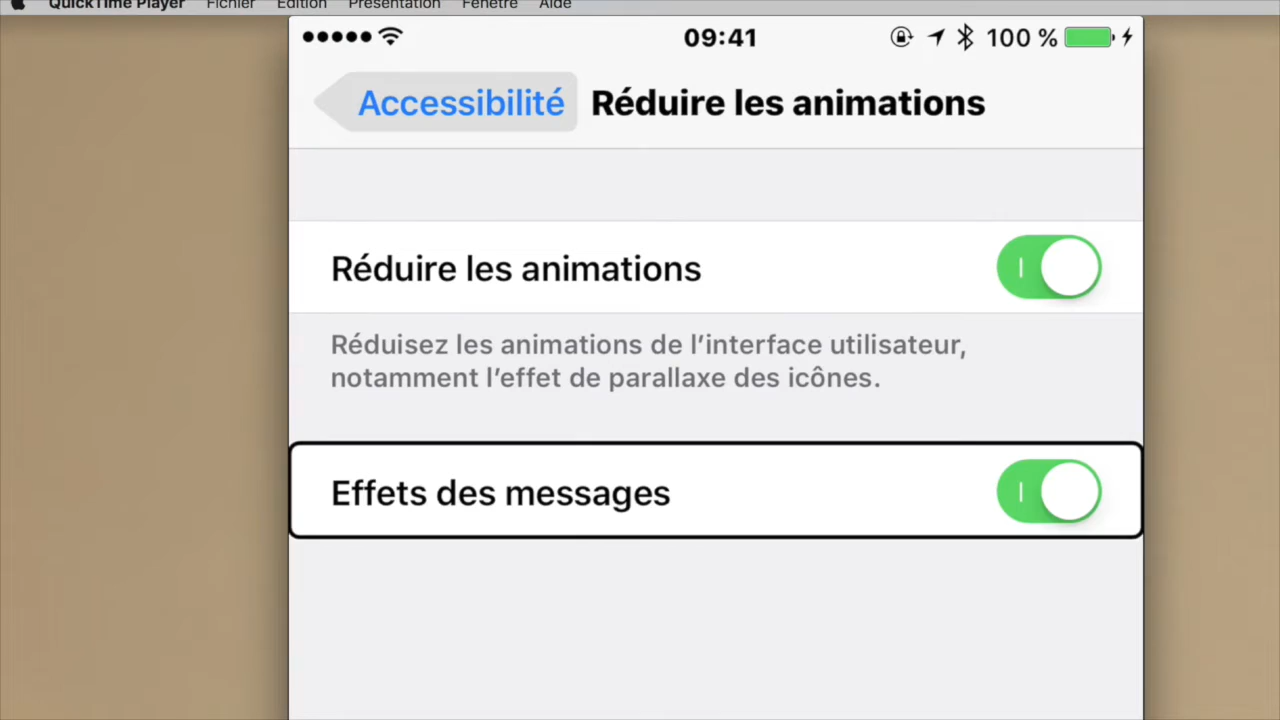 QuickTime Player Fichier Édition Présentation Fenêtre Aide
09:41 100 %
Accessibilité Réduire les animations
Réduire les animations
Réduisez les animations de l’interface utilisateur,
notamment l’effet de parallaxe des icônes.
Effets des messages